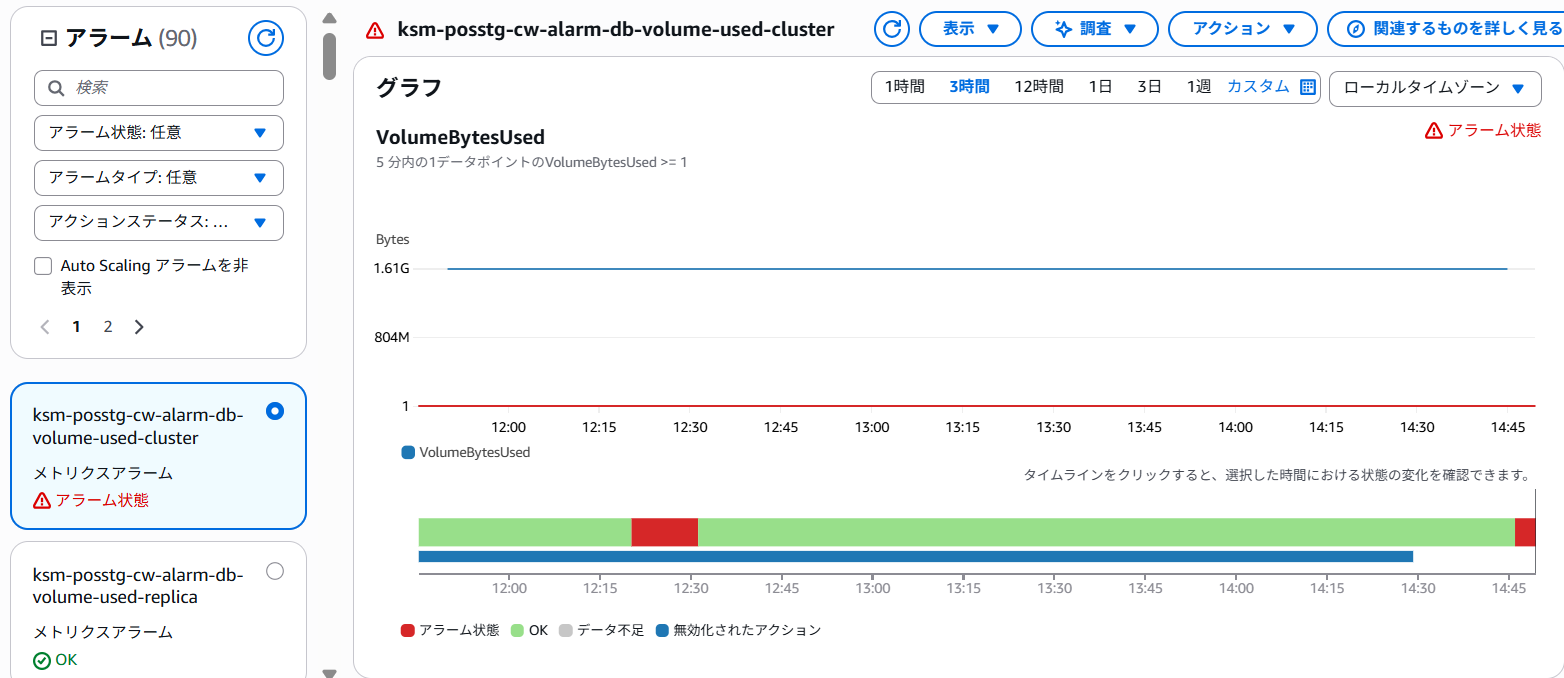 アラーム (90)
検索
アラーム状態: 任意
アラームタイプ: 任意
アクションステータス: ...
Auto Scaling アラームを非
表示
1 2
ksm-posstg-cw-alarm-db-
volume-used-cluster
メトリクスアラーム
アラーム状態
ksm-posstg-cw-alarm-db-
volume-used-replica
メトリクスアラーム
OK
ksm-posstg-cw-alarm-db-volume-used-cluster
表示
調査
アクション
関連するものを詳しく見る
グラフ
1時間 3時間 12時間 1日 3日 1週 カスタム
ローカルタイムゾーン
アラーム状態
VolumeBytesUsed
5 分内の1データポイントのVolumeBytesUsed >= 1
Bytes
1.61G
804M
1
12:00 12:15 12:30 12:45 13:00 13:15 13:30 13:45 14:00 14:15 14:30 14:45
VolumeBytesUsed
タイムラインをクリックすると、選択した時間における状態の変化を確認できます。
12:00 12:15 12:30 12:45 13:00 13:15 13:30 13:45 14:00 14:15 14:30 14:45
アラーム状態 OK データ不足 無効化されたアクション